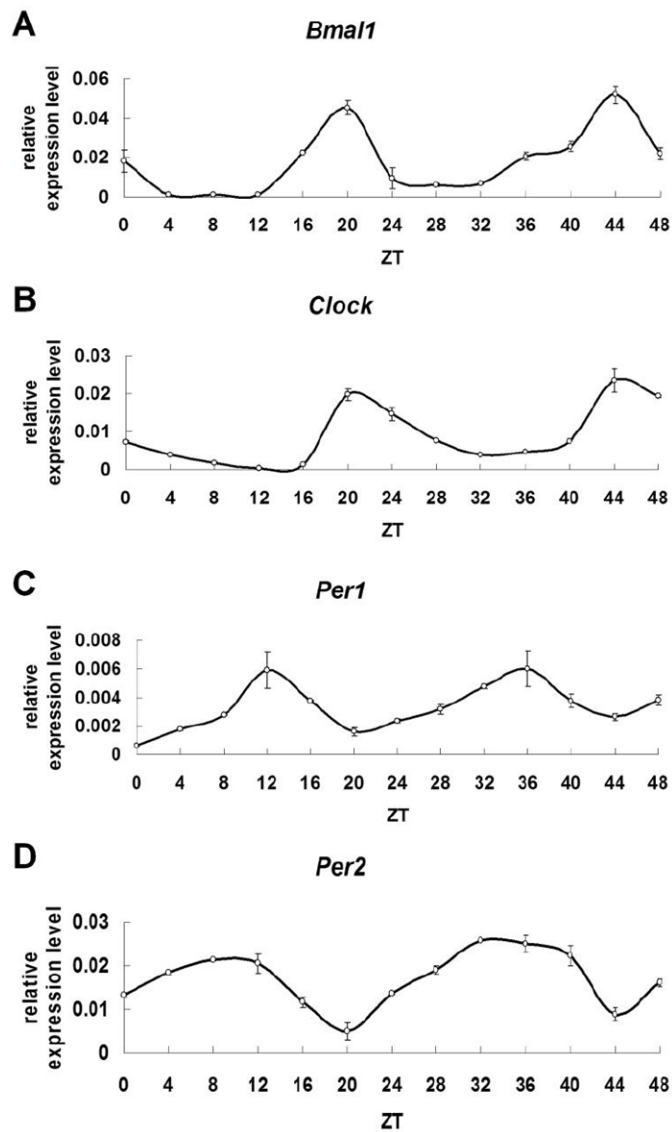 A
Bmal1
relative
expression level
0.06
0.04
0.02
0
0 4 8 12 16 20 24 28 32 36 40 44 48
ZT
B
Clock
relative
expression level
0.03
0.02
0.01
0
0 4 8 12 16 20 24 28 32 36 40 44 48
ZT
C
Per1
relative
expression level
0.008
0.006
0.004
0.002
0
0 4 8 12 16 20 24 28 32 36 40 44 48
ZT
D
Per2
relative
expression level
0.03
0.02
0.01
0
0 4 8 12 16 20 24 28 32 36 40 44 48
ZT